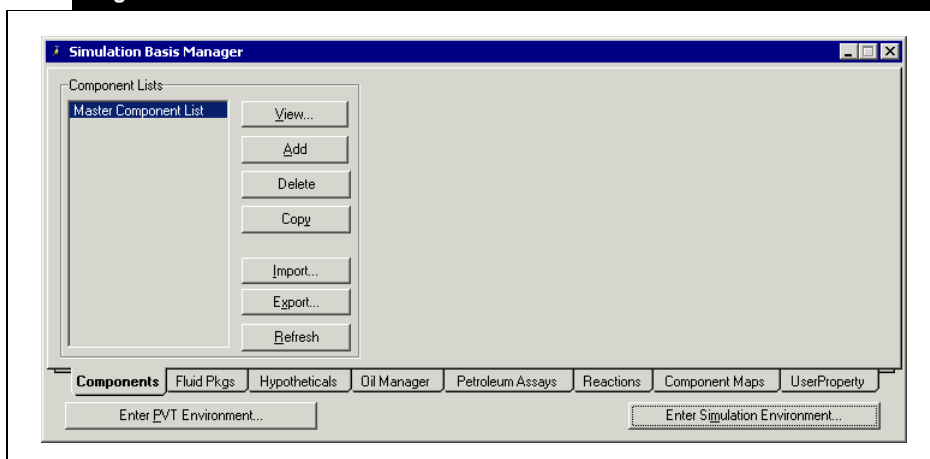 Simulation Basis Manager
Component Lists
Master Component List
View...
Add
Delete
Copy
Import...
Export...
Refresh
Components Fluid Pkgs Hypotheticals Oil Manager Petroleum Assays Reactions Component Maps UserProperty
Enter PVT Environment... Enter Simulation Environment...